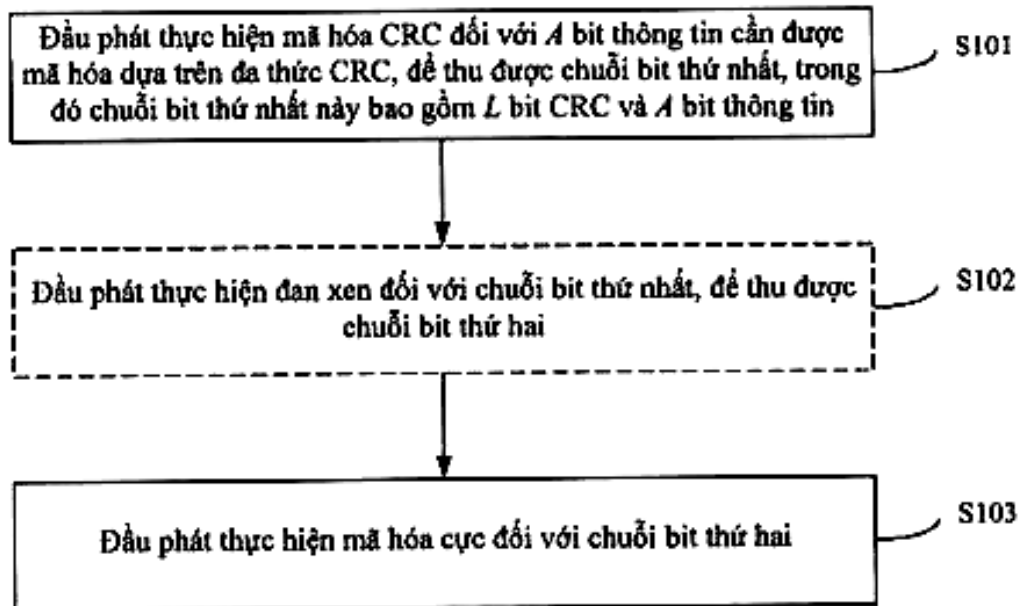 Đầu phát thực hiện mã hóa CRC đối với A bit thông tin cần được
mã hóa dựa trên đa thức CRC, để thu được chuỗi bit thứ nhất, trong
đó chuỗi bit thứ nhất này bao gồm L bit CRC và A bit thông tin
S101
Đầu phát thực hiện đan xen đối với chuỗi bit thứ nhất, để thu được
chuỗi bit thứ hai
S102
Đầu phát thực hiện mã hóa cực đối với chuỗi bit thứ hai
S103